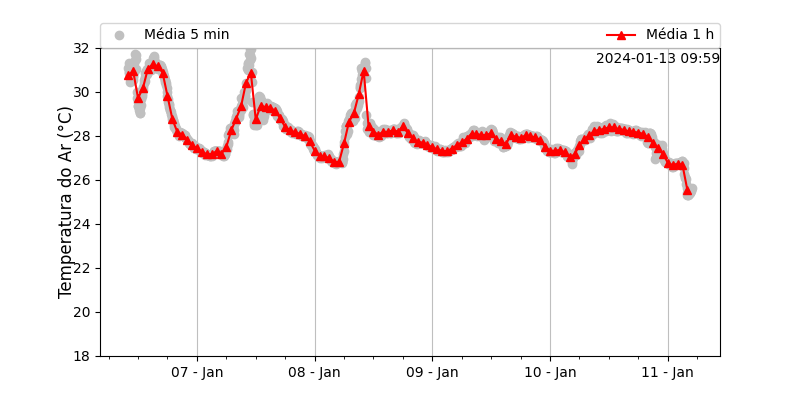 Média 5 min
Média 1 h
2024-01-13 09:59
Temperatura do Ar (°C)
32
30
28
26
24
22
20
18
07 - Jan
08 - Jan
09 - Jan
10 - Jan
11 - Jan